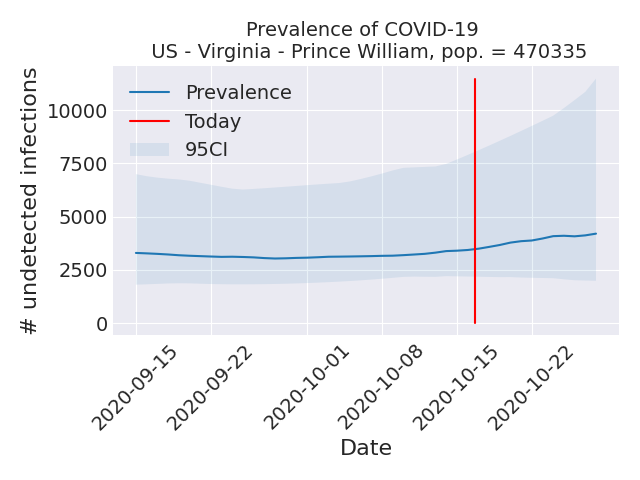 Prevalence of COVID-19
US - Virginia - Prince William, pop. = 470335
# undetected infections
10000
7500
5000
2500
0
Prevalence
Today
95CI
2020-09-15
2020-09-22
2020-10-01
2020-10-08
2020-10-15
2020-10-22
Date